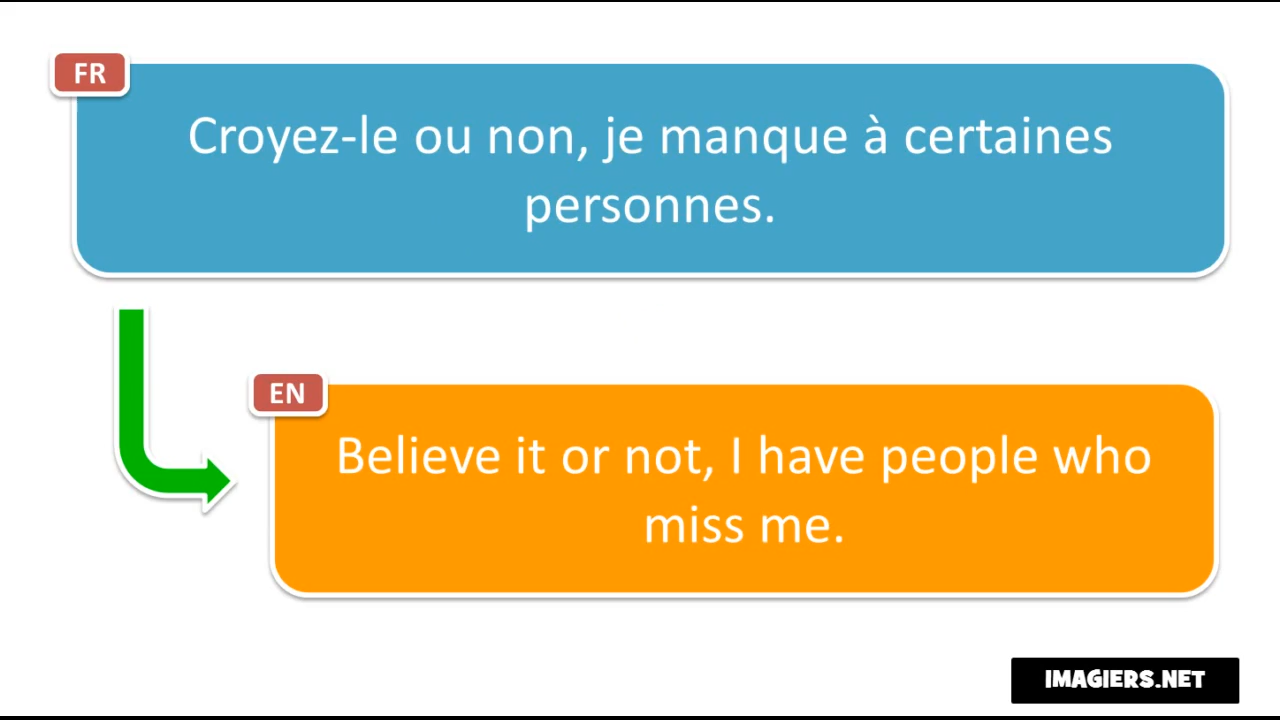 FR
Croyez-le ou non, je manque à certaines
personnes.
EN
Believe it or not, I have people who
miss me.
IMAGIERS.NET